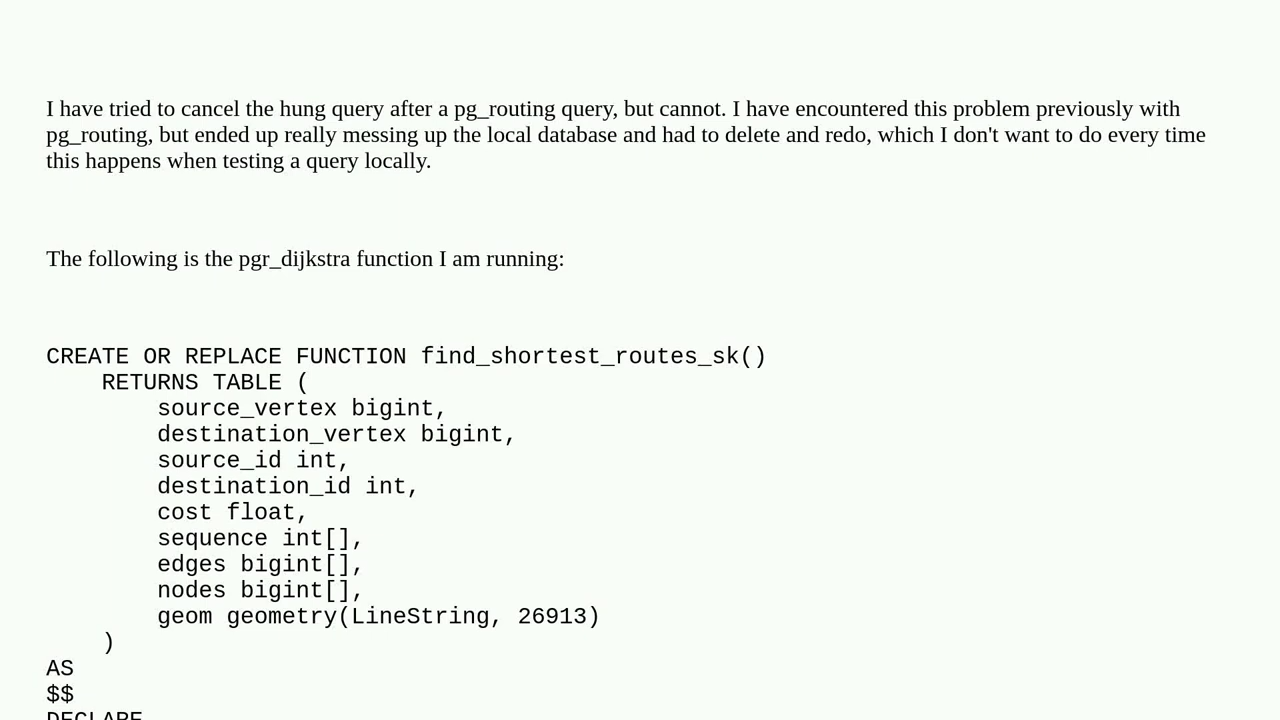 I have tried to cancel the hung query after a pg_routing query, but cannot. I have encountered this problem previously with
pg_routing, but ended up really messing up the local database and had to delete and redo, which I don't want to do every time
this happens when testing a query locally.
The following is the pgr_dijkstra function I am running:
CREATE OR REPLACE FUNCTION find_shortest_routes_sk()
    RETURNS TABLE (
        source_vertex bigint,
        destination_vertex bigint,
        source_id int,
        destination_id int,
        cost float,
        sequence int[],
        edges bigint[],
        nodes bigint[],
        geom geometry(LineString, 26913)
    )
AS
$$
DECLARE